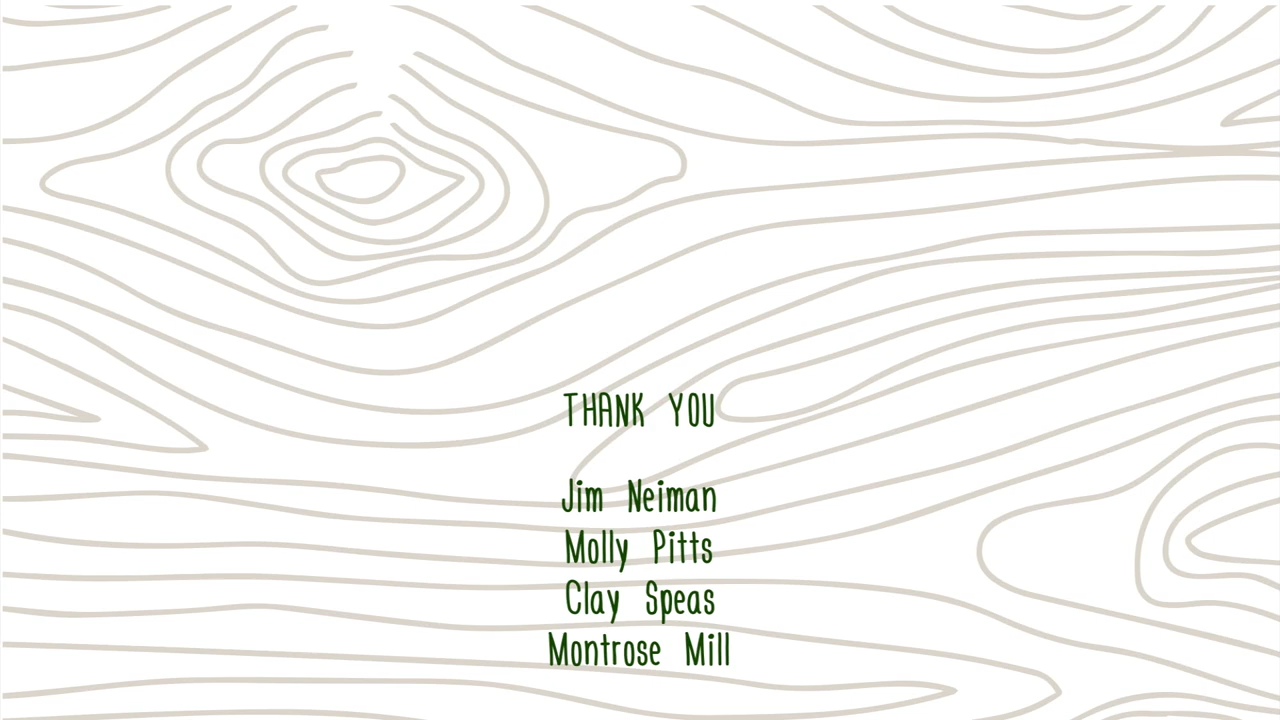 THANK YOU
Jim Neiman
Molly Pitts
Clay Speas
Montrose Mill